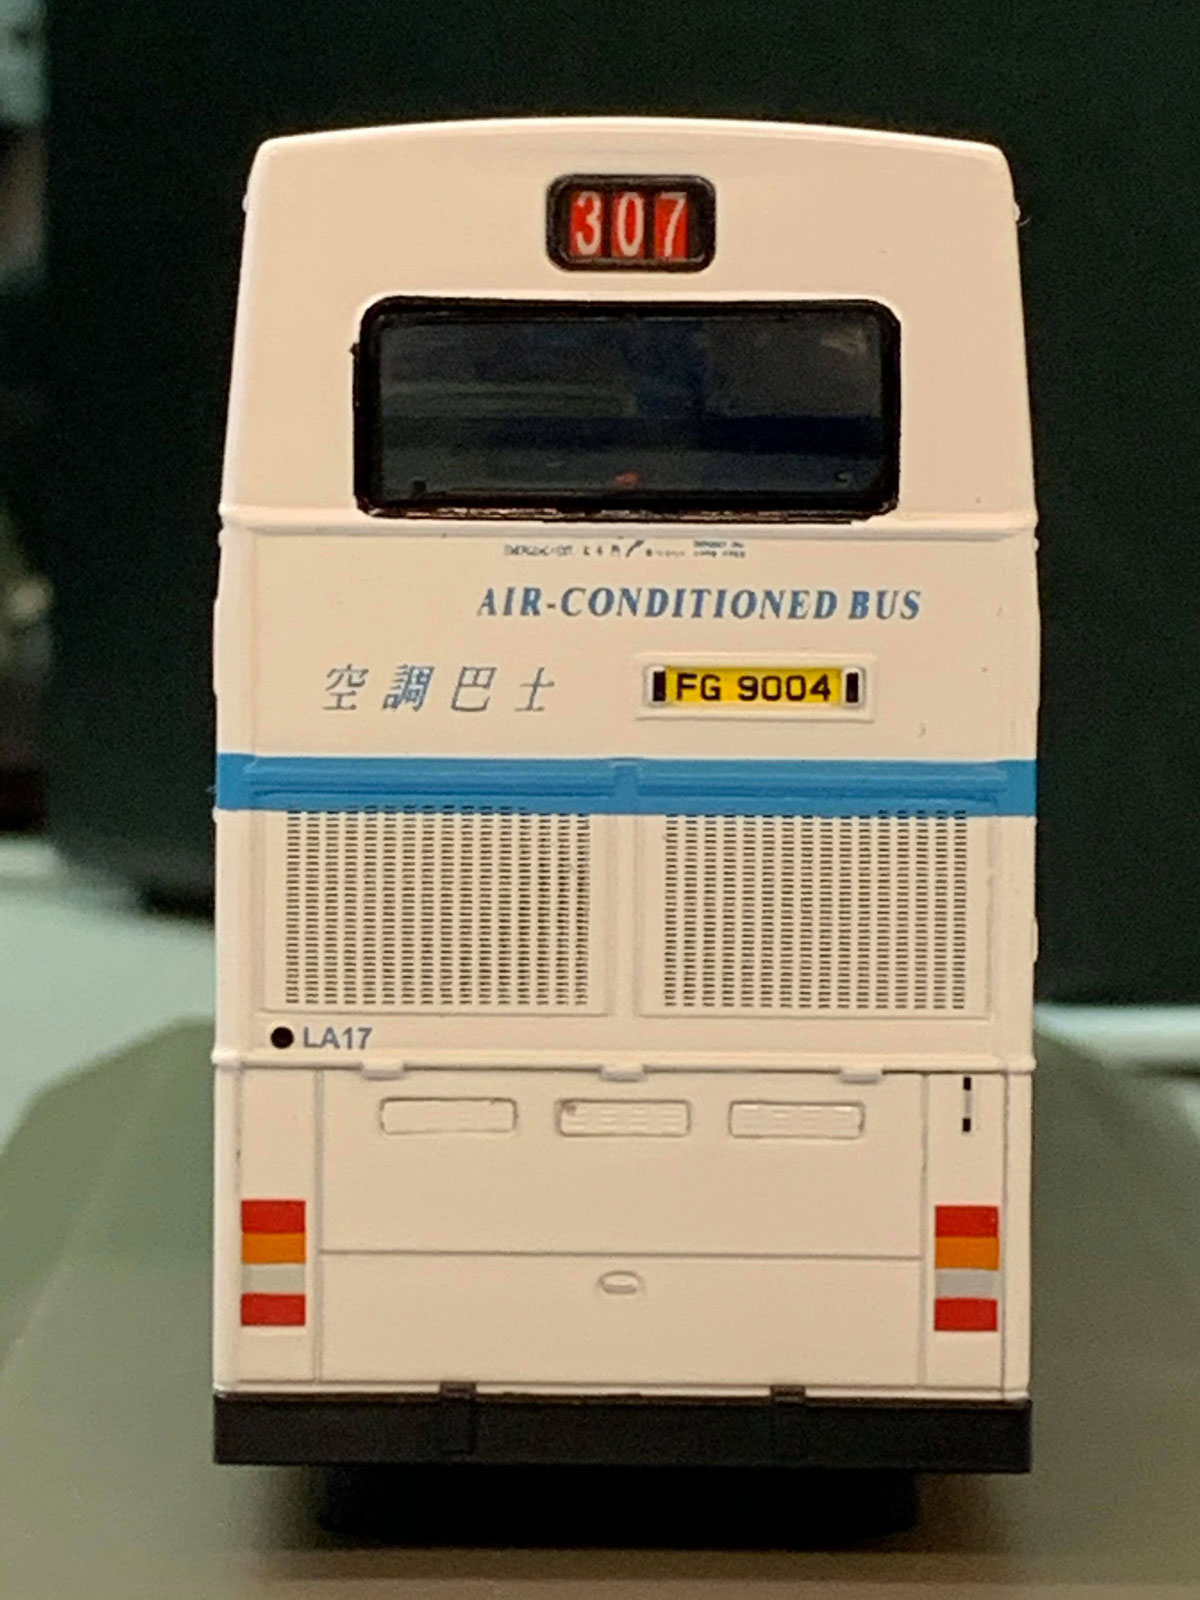 307
AIR-CONDITIONED BUS
空調巴士
FG 9004
LA17